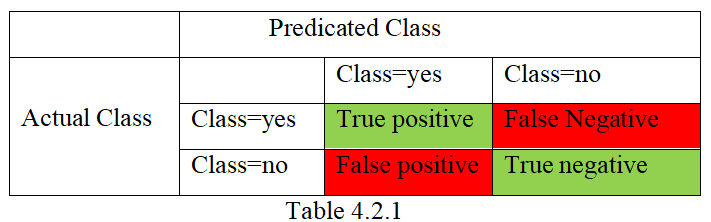 Predicated Class
Class=yes Class=no
Actual Class Class=yes True positive False Negative
Class=no False positive True negative
Table 4.2.1